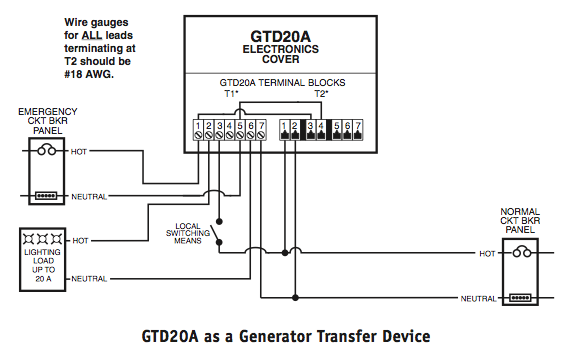 Wire gauges
for ALL leads
terminating at
T2 should be
#18 AWG.
GTD20A
ELECTRONICS
COVER
GTD20A TERMINAL BLOCKS
T1* T2*
1 2 3 4 5 6 7 1 2 3 4 5 6 7
EMERGENCY
CKT BKR
PANEL
HOT
NEUTRAL
LOCAL
SWITCHING
MEANS
HOT
LIGHTING
LOAD
UP TO
20 A
NEUTRAL
NORMAL
CKT BKR
PANEL
HOT
NEUTRAL
GTD20A as a Generator Transfer Device